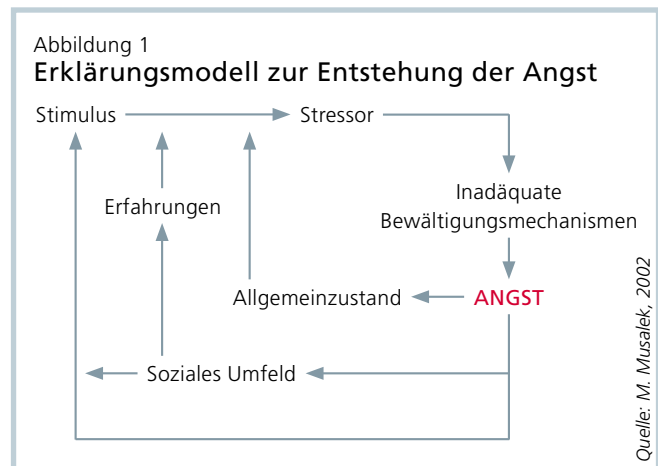 Abbildung 1
Erklärungsmodell zur Entstehung der Angst
Stimulus
Stressor
Inadäquate
Bewältigungsmechanismen
Erfahrungen
Allgemeinzustand
ANGST
Soziales Umfeld
Quelle: M. Musalek, 2002